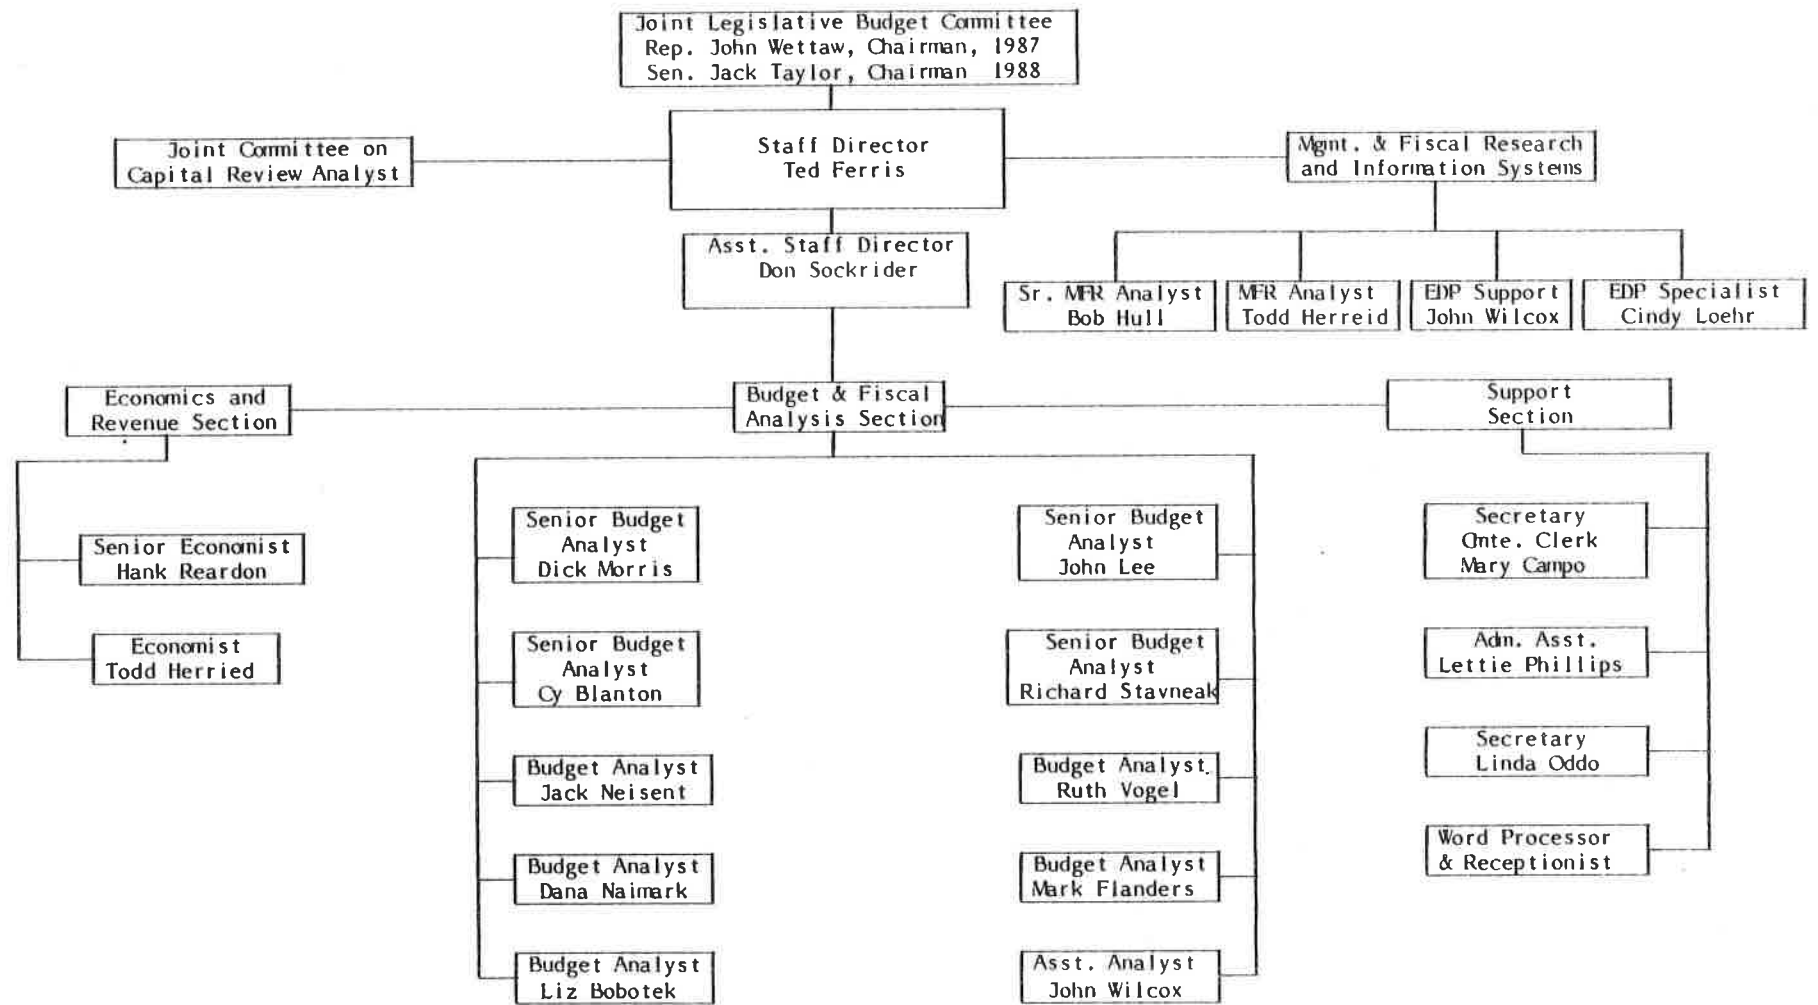 Joint Legislative Budget Committee
Rep. John Wettaw, Chairman, 1987
Sen. Jack Taylor, Chairman 1988
Staff Director
Ted Ferris
Joint Committee on
Capital Review Analyst
Mgmt. & Fiscal Research
and Information Systems
Asst. Staff Director
Don Sockrider
Sr. MFR Analyst
Bob Hull
MFR Analyst
Todd Herreid
EDP Support
John Wilcox
EDP Specialist
Cindy Loehr
Economics and
Revenue Section
Budget & Fiscal
Analysis Section
Support
Section
Senior Economist
Hank Reardon
Economist
Todd Herried
Senior Budget
Analyst
Dick Morris
Senior Budget
Analyst
Cy Blanton
Budget Analyst
Jack Neisent
Budget Analyst
Dana Naimark
Budget Analyst
Liz Bobotek
Senior Budget
Analyst
John Lee
Senior Budget
Analyst
Richard Stavneak
Budget Analyst
Ruth Vogel
Budget Analyst
Mark Flanders
Asst. Analyst
John Wilcox
Secretary
Cmte. Clerk
Mary Campo
Adm. Asst.
Lettie Phillips
Secretary
Linda Oddo
Word Processor
& Receptionist